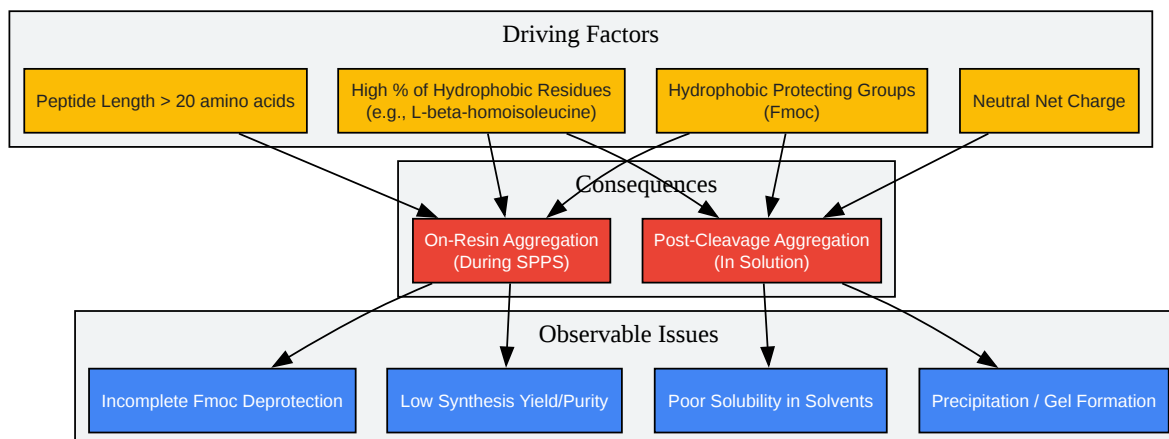 Driving Factors
Peptide Length > 20 amino acids
High % of Hydrophobic Residues
(e.g., L-beta-homoisoleucine)
Hydrophobic Protecting Groups
(Fmoc)
Neutral Net Charge
Consequences
On-Resin Aggregation
(During SPPS)
Post-Cleavage Aggregation
(In Solution)
Observable Issues
Incomplete Fmoc Deprotection
Low Synthesis Yield/Purity
Poor Solubility in Solvents
Precipitation / Gel Formation